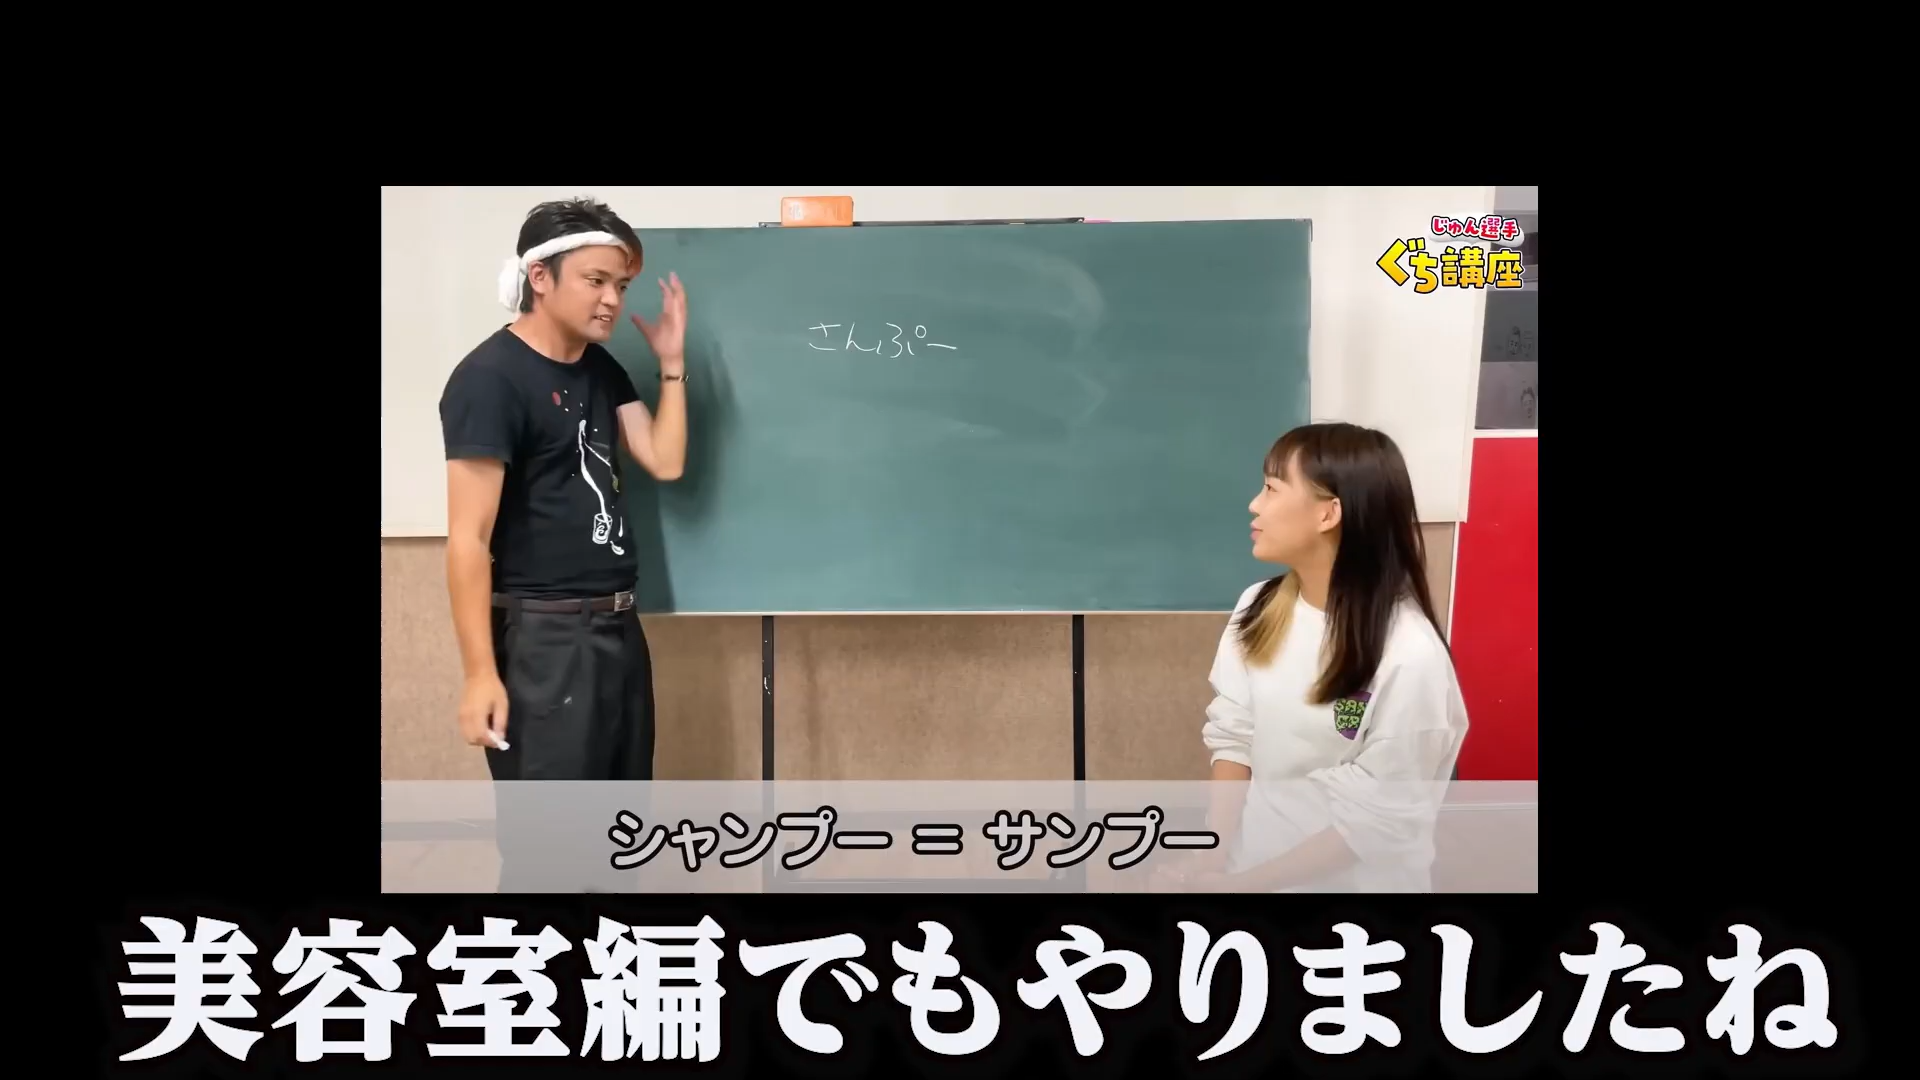 じゅん選手
ぐち講座
さんぷー
シャンプー = サンプー
美容室編でもやりましたね